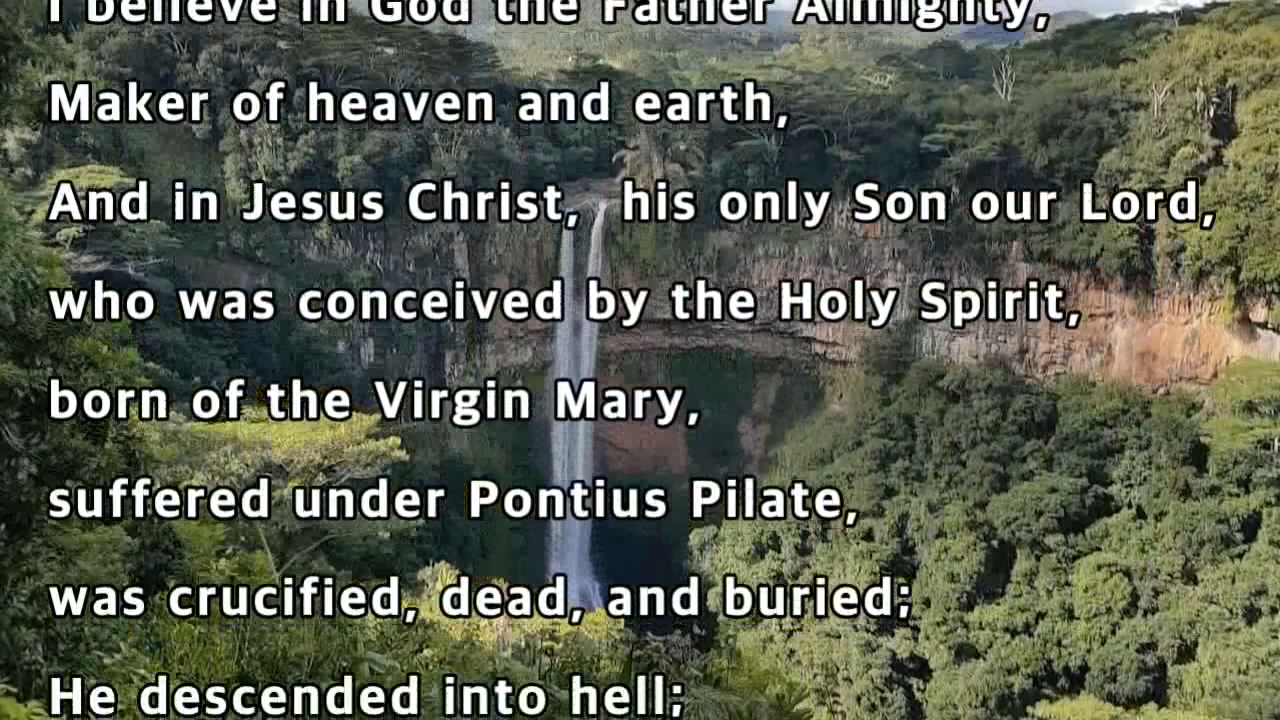 I believe in God the Father Almighty,
Maker of heaven and earth,
And in Jesus Christ,  his only Son our Lord,
who was conceived by the Holy Spirit,
born of the Virgin Mary,
suffered under Pontius Pilate,
was crucified, dead, and buried;
He descended into hell;